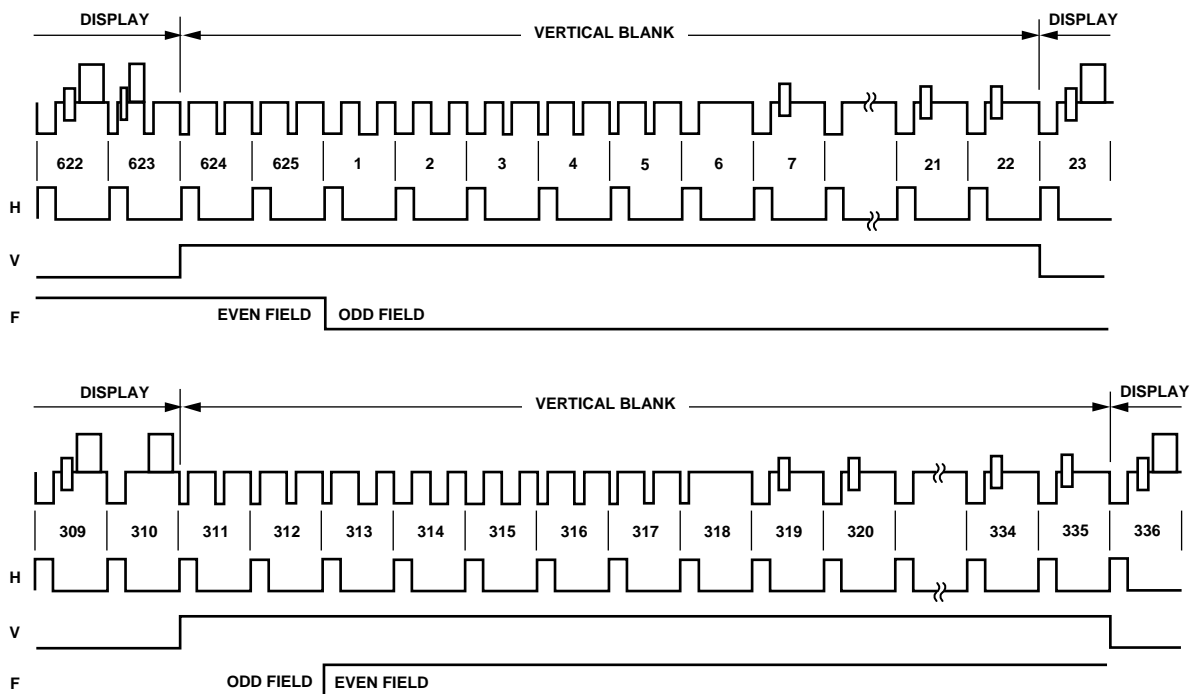 DISPLAY VERTICAL BLANK DISPLAY
622 623 624 625 1 2 3 4 5 6 7 21 22 23
H
V
F EVEN FIELD ODD FIELD
DISPLAY VERTICAL BLANK DISPLAY
309 310 311 312 313 314 315 316 317 318 319 320 334 335 336
H
V
F ODD FIELD EVEN FIELD